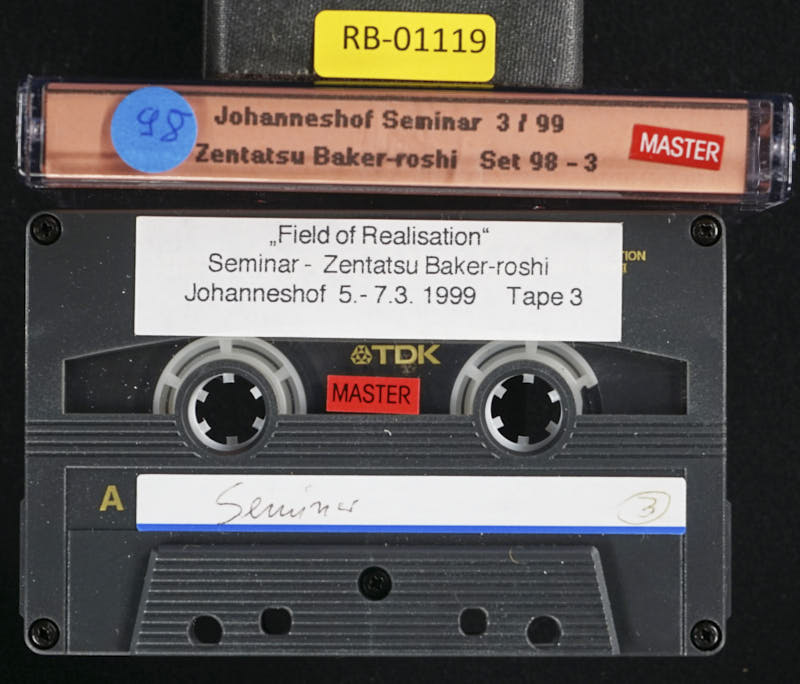 RB-01119
98
Johanneshof Seminar 3/99
Zentatsu Baker-roshi Set 98-3
MASTER
„Field of Realisation“
Seminar - Zentatsu Baker-roshi
Johanneshof 5.-7.3. 1999 Tape 3
TDK
MASTER
A
Seminar
3